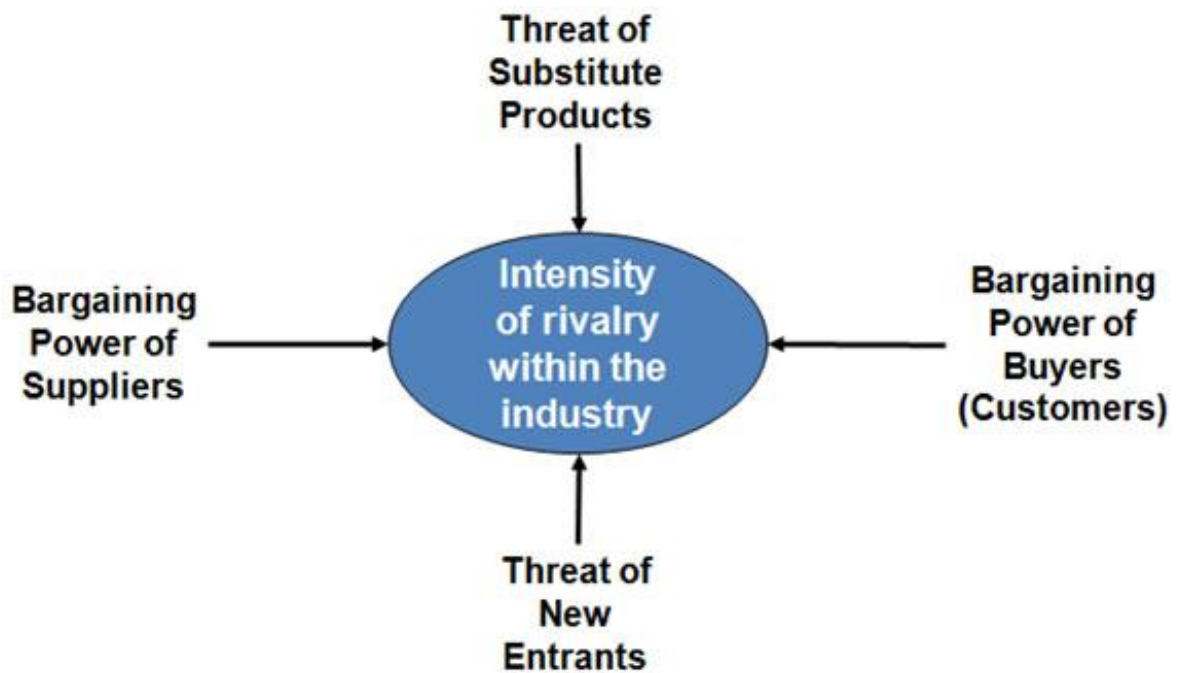 Threat of
Substitute
Products
Bargaining
Power of
Suppliers
Intensity
of rivalry
within the
industry
Bargaining
Power of
Buyers
(Customers)
Threat of
New
Entrants